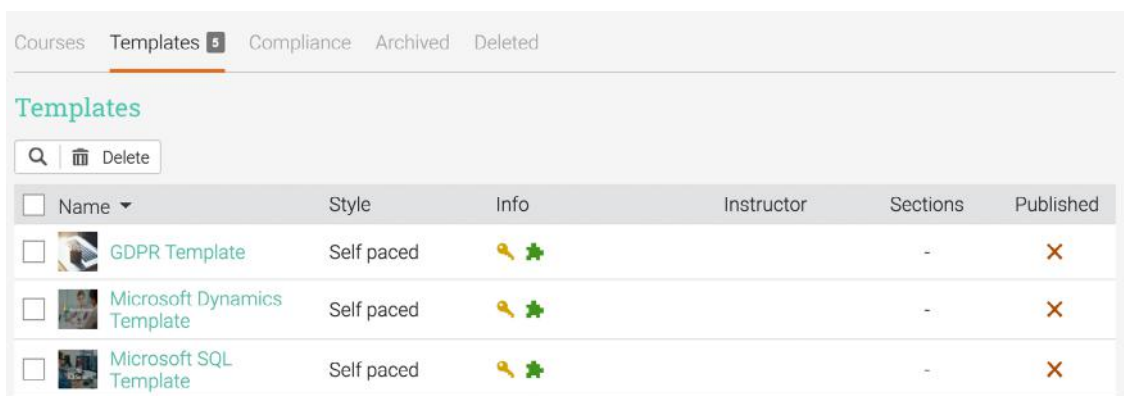 Courses Templates 5 Compliance Archived Deleted
Templates
Delete
Name Style Info Instructor Sections Published
GDPR Template Self paced -
Microsoft Dynamics
Template Self paced -
Microsoft SQL
Template Self paced -